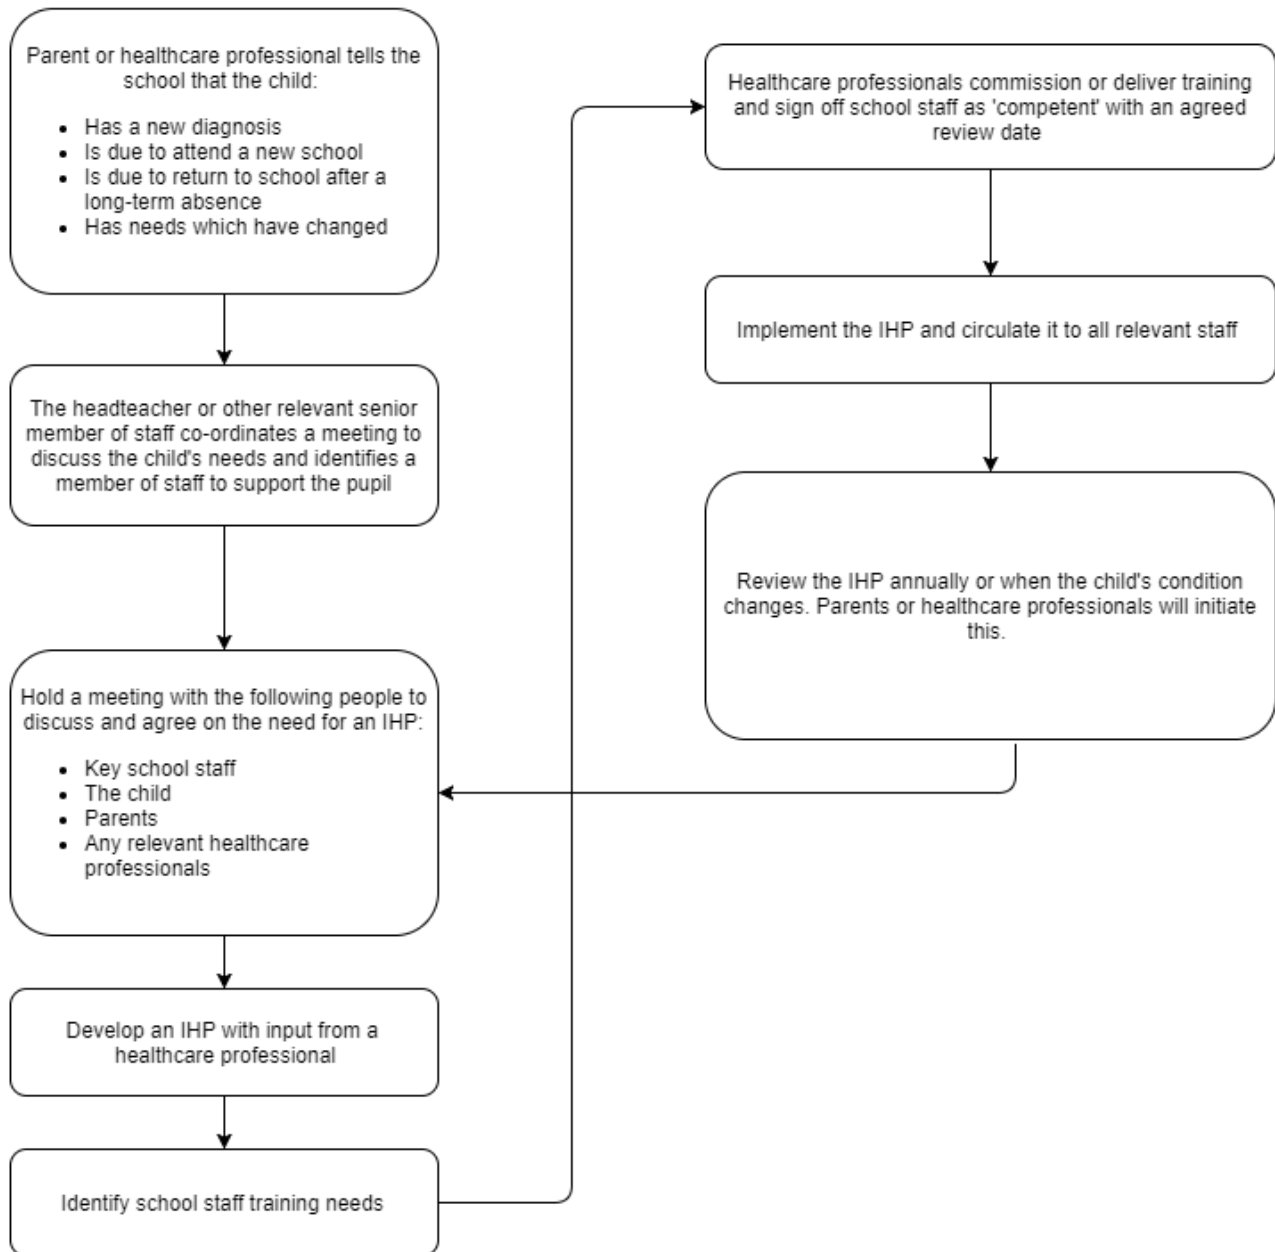 Parent or healthcare professional tells the
school that the child:
• Has a new diagnosis
• Is due to attend a new school
• Is due to return to school after a
long-term absence
• Has needs which have changed
The headteacher or other relevant senior
member of staff co-ordinates a meeting to
discuss the child's needs and identifies a
member of staff to support the pupil
Hold a meeting with the following people to
discuss and agree on the need for an IHP:
• Key school staff
• The child
• Parents
• Any relevant healthcare
professionals
Develop an IHP with input from a
healthcare professional
Identify school staff training needs
Healthcare professionals commission or deliver training
and sign off school staff as 'competent' with an agreed
review date
Implement the IHP and circulate it to all relevant staff
Review the IHP annually or when the child's condition
changes. Parents or healthcare professionals will initiate
this.